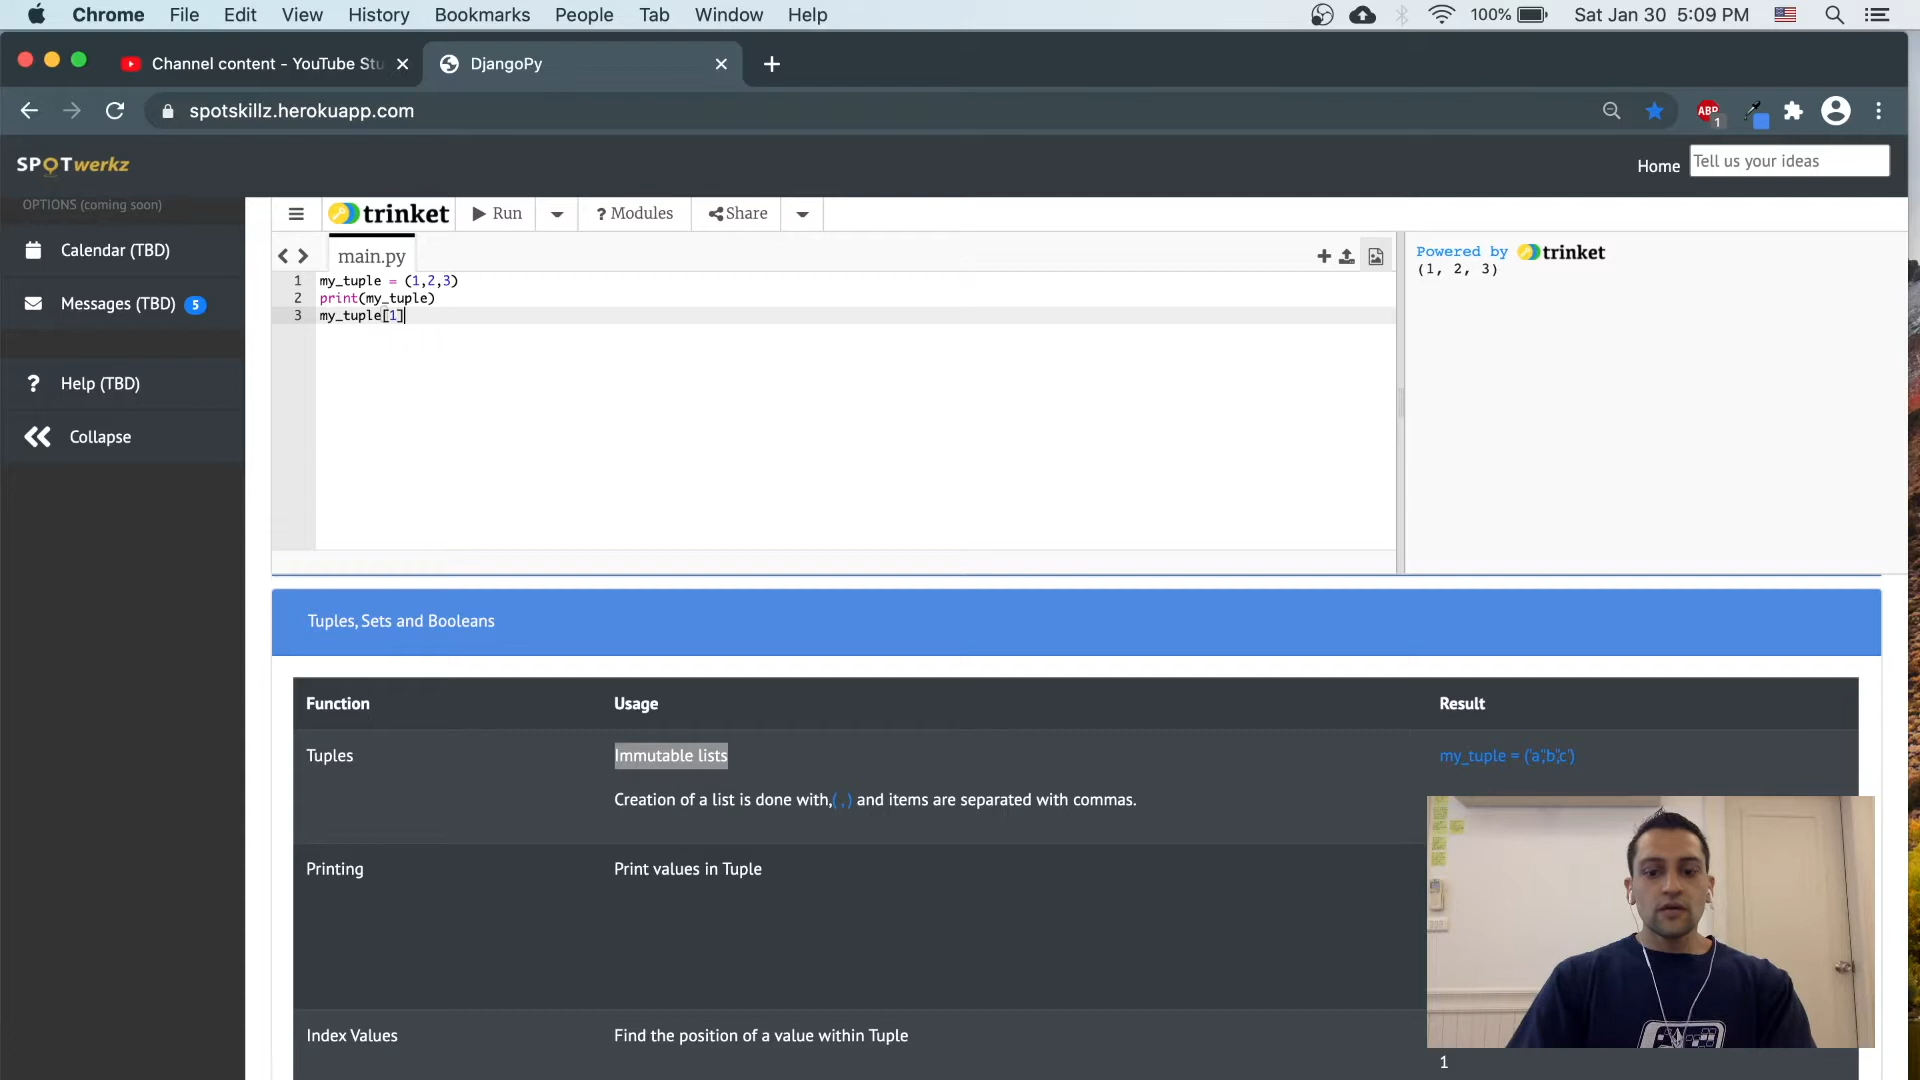 Chrome File Edit View History Bookmarks People Tab Window Help 100% Sat Jan 30 5:09 PM
Channel content - YouTube Stu DjangoPy
spotskillz.herokuapp.com ABP 1
SPOTwerkz Home Tell us your ideas
OPTIONS (coming soon)
Calendar (TBD)
Messages (TBD) 5
Help (TBD)
Collapse
trinket Run ? Modules Share
main.py
1 my_tuple = (1,2,3)
2 print(my_tuple)
3 my_tuple[1]
Powered by trinket
(1, 2, 3)
Tuples, Sets and Booleans
Function Usage Result
Tuples Immutable lists my_tuple = ('a','b','c')
Creation of a list is done with,( , ) and items are separated with commas.
Printing Print values in Tuple
Index Values Find the position of a value within Tuple
1